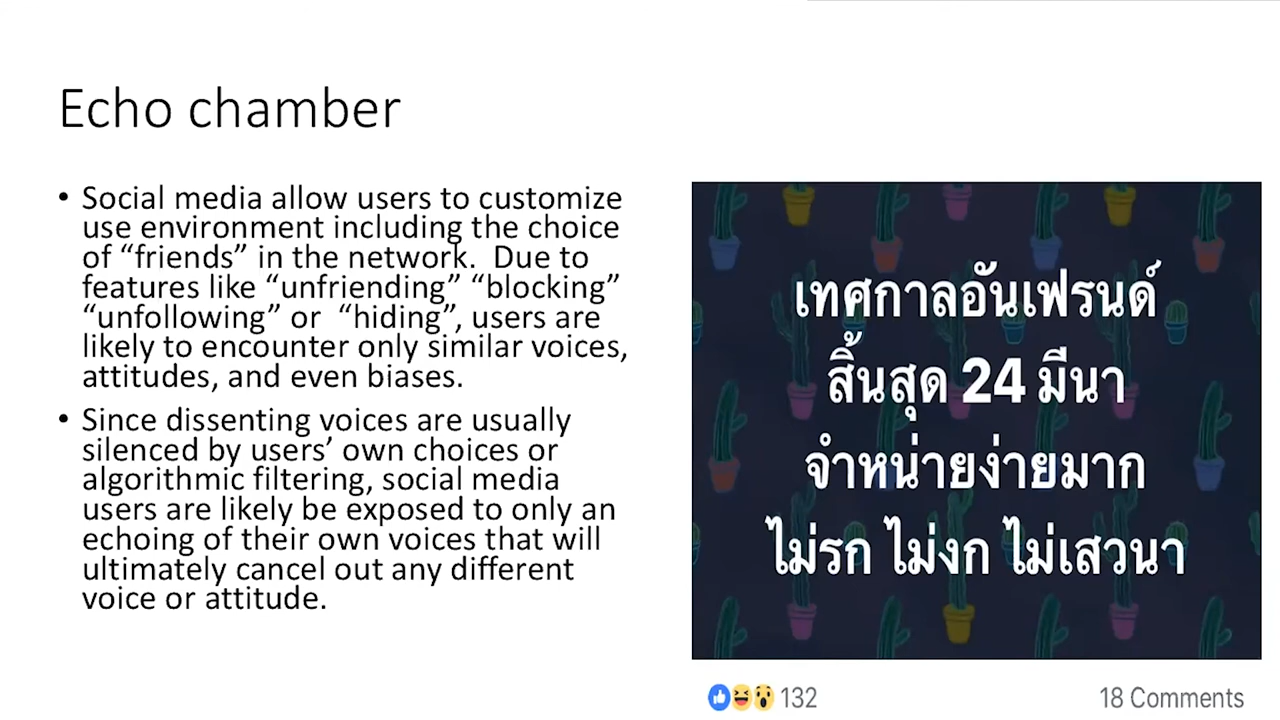 Echo chamber
• Social media allow users to customize
use environment including the choice
of “friends” in the network.  Due to
features like “unfriending” “blocking”
“unfollowing” or  “hiding”, users are
likely to encounter only similar voices,
attitudes, and even biases.
• Since dissenting voices are usually
silenced by users’ own choices or
algorithmic filtering, social media
users are likely be exposed to only an
echoing of their own voices that will
ultimately cancel out any different
voice or attitude.
เทศกาลอันเฟรนด์
สิ้นสุด 24 มีนา
จำหน่ายง่ายมาก
ไม่รก ไม่งก ไม่เสวนา
132
18 Comments